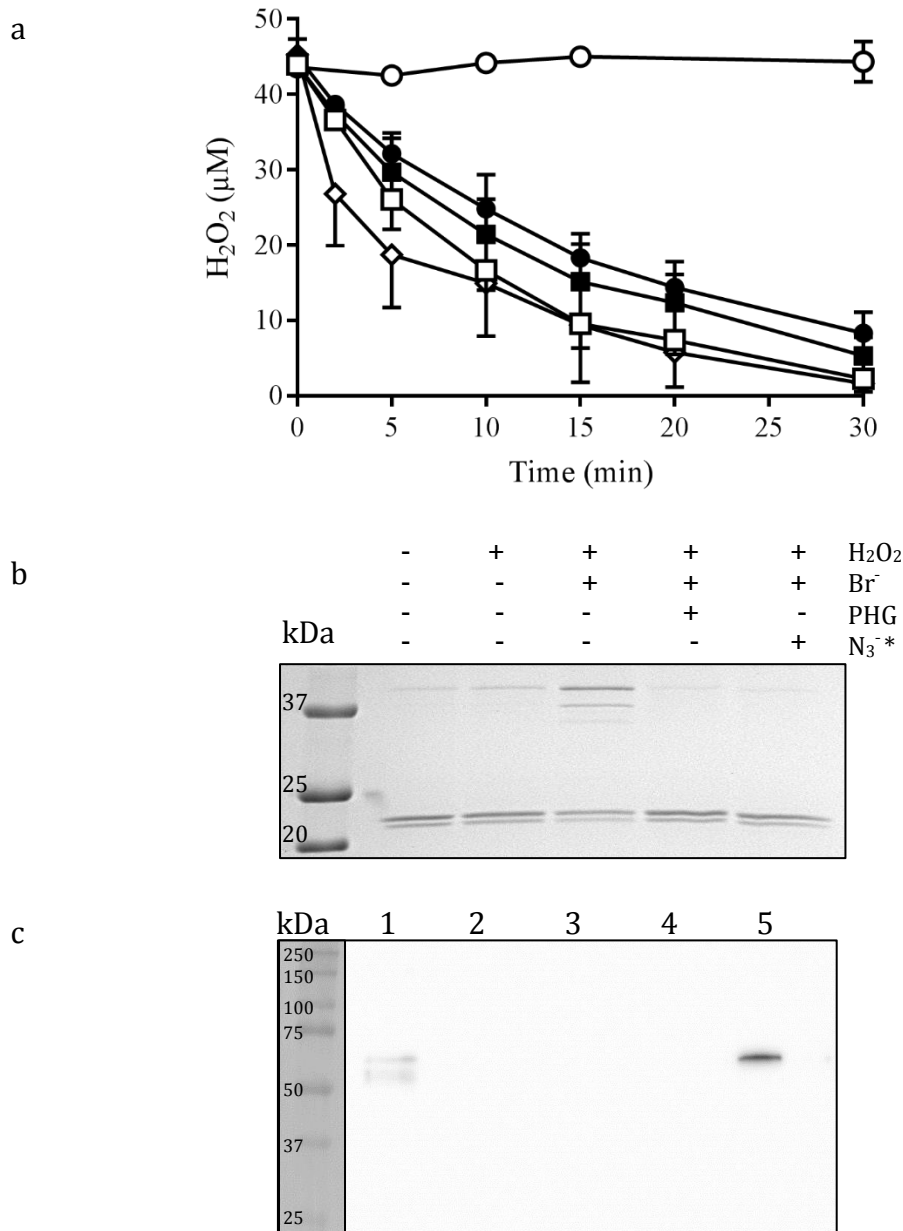 a
50
40
30
20
10
0
H₂O₂ (μM)
0 5 10 15 20 25 30
Time (min)
b
- + + + + H₂O₂
- - + + + Br⁻
- - - + - PHG
kDa - - - - + N₃⁻*
37
25
20
c
kDa 1 2 3 4 5
250
150
100
75
50
37
25